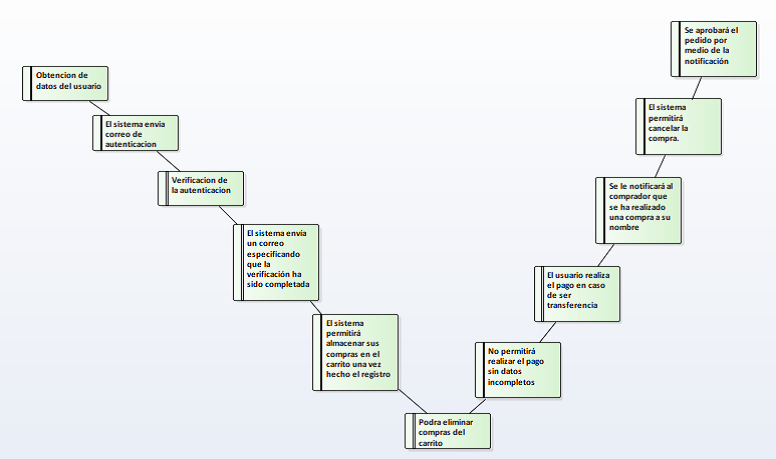 Obtencion de
datos del usuario
El sistema envia
correo de
autenticacion
Verificacion de
la autenticacion
El sistema envía
un correo
especificando
que la
verificación ha
sido completada
El sistema
permitirá
almacenar sus
compras en el
carrito una vez
hecho el registro
Podra eliminar
compras del
carrito
No permitirá
realizar el pago
sin datos
incompletos
El usuario realiza
el pago en caso
de ser
transferencia
Se le notificará al
comprador que
se ha realizado
una compra a su
nombre
El sistema
permitirá
cancelar la
compra.
Se aprobará el
pedido por
medio de la
notificación